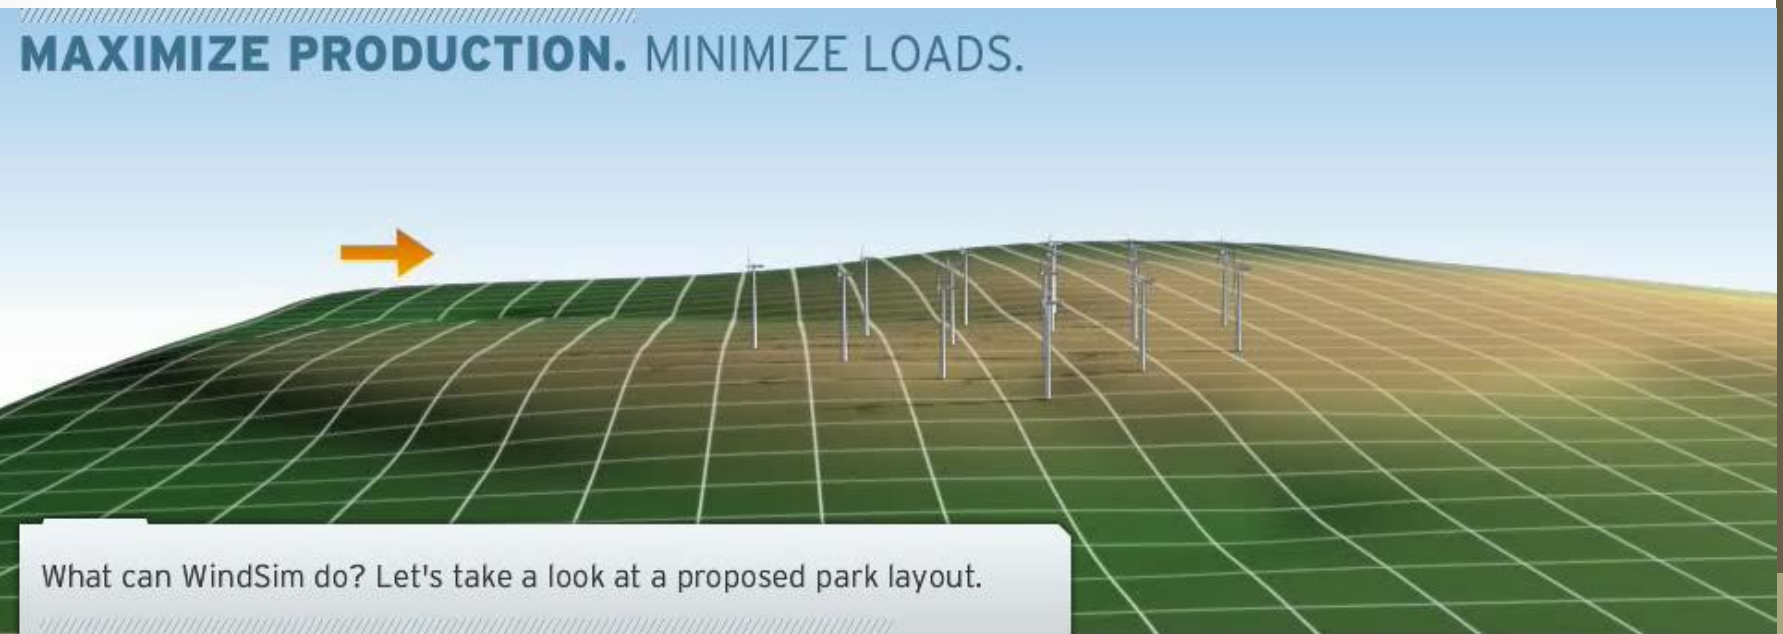 MAXIMIZE PRODUCTION. MINIMIZE LOADS.
What can WindSim do? Let's take a look at a proposed park layout.